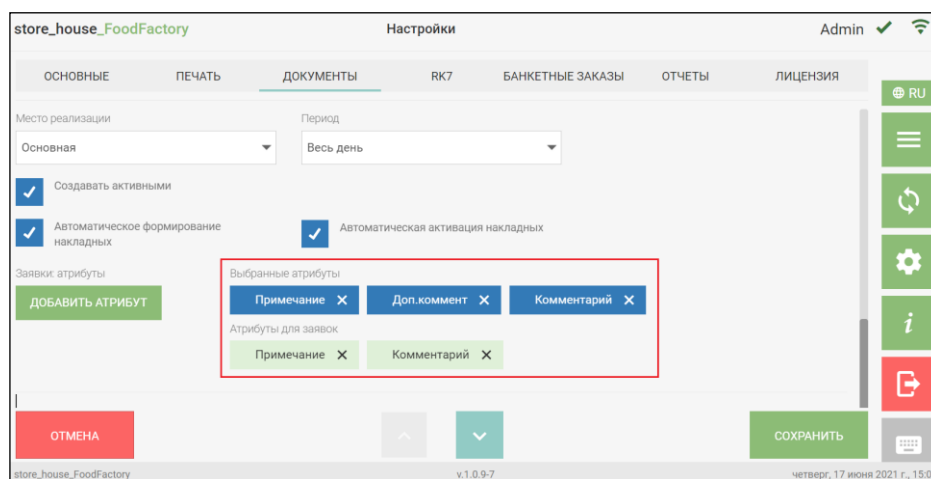 store_house_FoodFactory Настройки Admin
ОСНОВНЫЕ ПЕЧАТЬ ДОКУМЕНТЫ RK7 БАНКЕТНЫЕ ЗАКАЗЫ ОТЧЕТЫ ЛИЦЕНЗИЯ
RU
Место реализации Период
Основная Весь день
Создавать активными
Автоматическое формирование
накладных
Автоматическая активация накладных
Заявки: атрибуты Выбранные атрибуты
ДОБАВИТЬ АТРИБУТ Примечание Доп.коммент Комментарий
Атрибуты для заявок
Примечание Комментарий
ОТМЕНА СОХРАНИТЬ
store_house_FoodFactory v.1.0.9-7 четверг, 17 июня 2021 г., 15:0